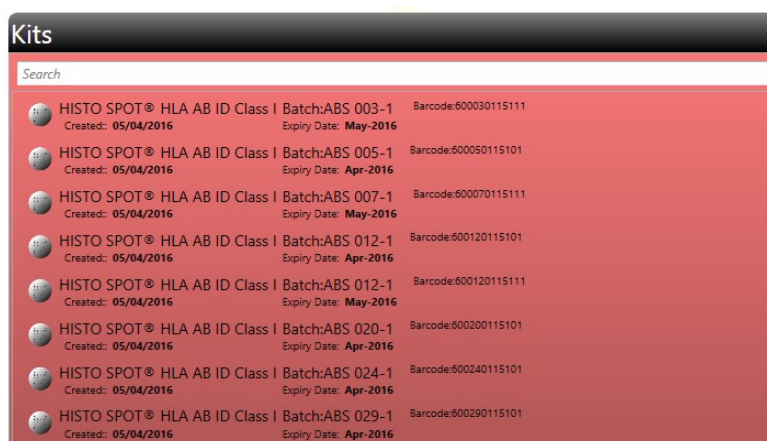 Kits
Search
HISTO SPOT® HLA AB ID Class I Batch:ABS 003-1 Barcode:600030115111
Created:: 05/04/2016 Expiry Date: May-2016
HISTO SPOT® HLA AB ID Class I Batch:ABS 005-1 Barcode:600050115101
Created:: 05/04/2016 Expiry Date: Apr-2016
HISTO SPOT® HLA AB ID Class I Batch:ABS 007-1 Barcode:600070115111
Created:: 05/04/2016 Expiry Date: May-2016
HISTO SPOT® HLA AB ID Class I Batch:ABS 012-1 Barcode:600120115101
Created:: 05/04/2016 Expiry Date: Apr-2016
HISTO SPOT® HLA AB ID Class I Batch:ABS 012-1 Barcode:600120115111
Created:: 05/04/2016 Expiry Date: May-2016
HISTO SPOT® HLA AB ID Class I Batch:ABS 020-1 Barcode:600200115101
Created:: 05/04/2016 Expiry Date: Apr-2016
HISTO SPOT® HLA AB ID Class I Batch:ABS 024-1 Barcode:600240115101
Created:: 05/04/2016 Expiry Date: Apr-2016
HISTO SPOT® HLA AB ID Class I Batch:ABS 029-1 Barcode:600290115101
Created:: 05/04/2016 Expiry Date: Apr-2016